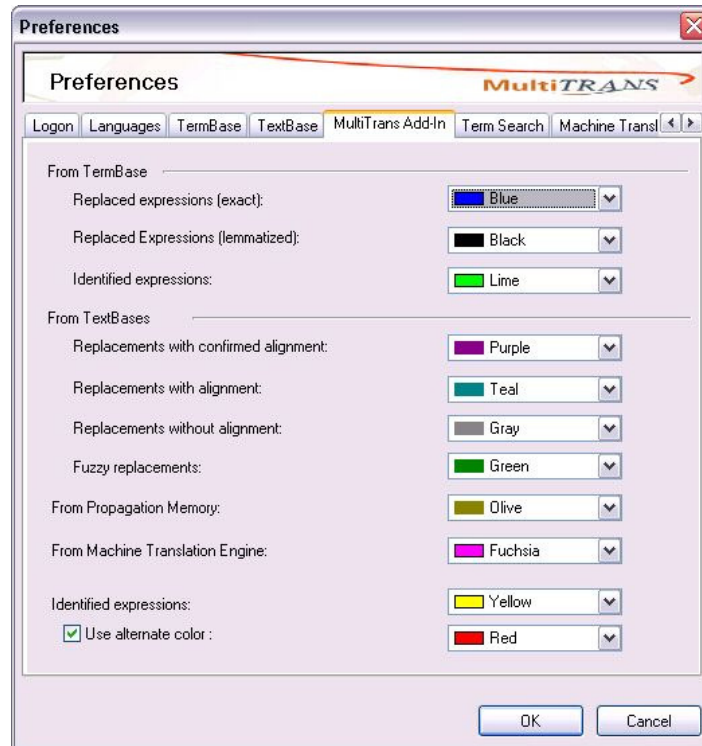 Preferences
Preferences
MultiTRANS
Logon Languages TermBase TextBase MultiTrans Add-In Term Search Machine Transl
From TermBase
Replaced expressions (exact): Blue
Replaced Expressions (lemmatized): Black
Identified expressions: Lime
From TextBases
Replacements with confirmed alignment: Purple
Replacements with alignment: Teal
Replacements without alignment: Gray
Fuzzy replacements: Green
From Propagation Memory: Olive
From Machine Translation Engine: Fuchsia
Identified expressions: Yellow
Use alternate color : Red
OK Cancel